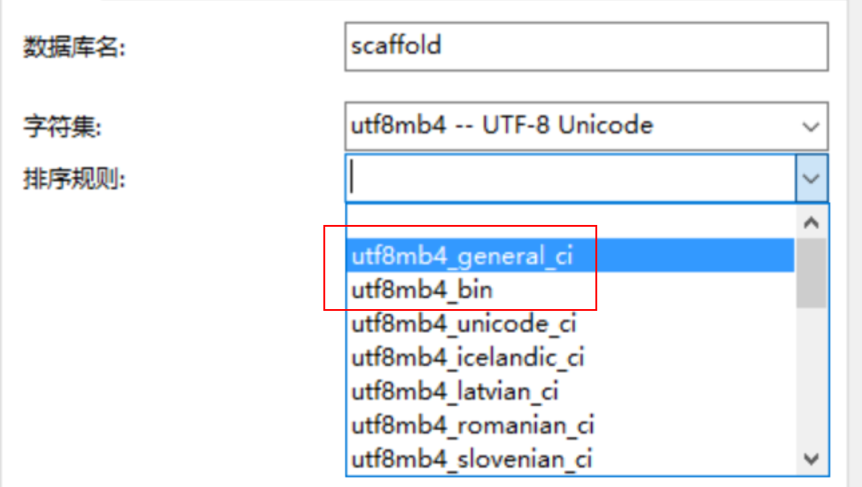 数据库名: scaffold
字符集: utf8mb4 -- UTF-8 Unicode
排序规则:
utf8mb4_general_ci
utf8mb4_bin
utf8mb4_unicode_ci
utf8mb4_icelandic_ci
utf8mb4_latvian_ci
utf8mb4_romanian_ci
utf8mb4_slovenian_ci